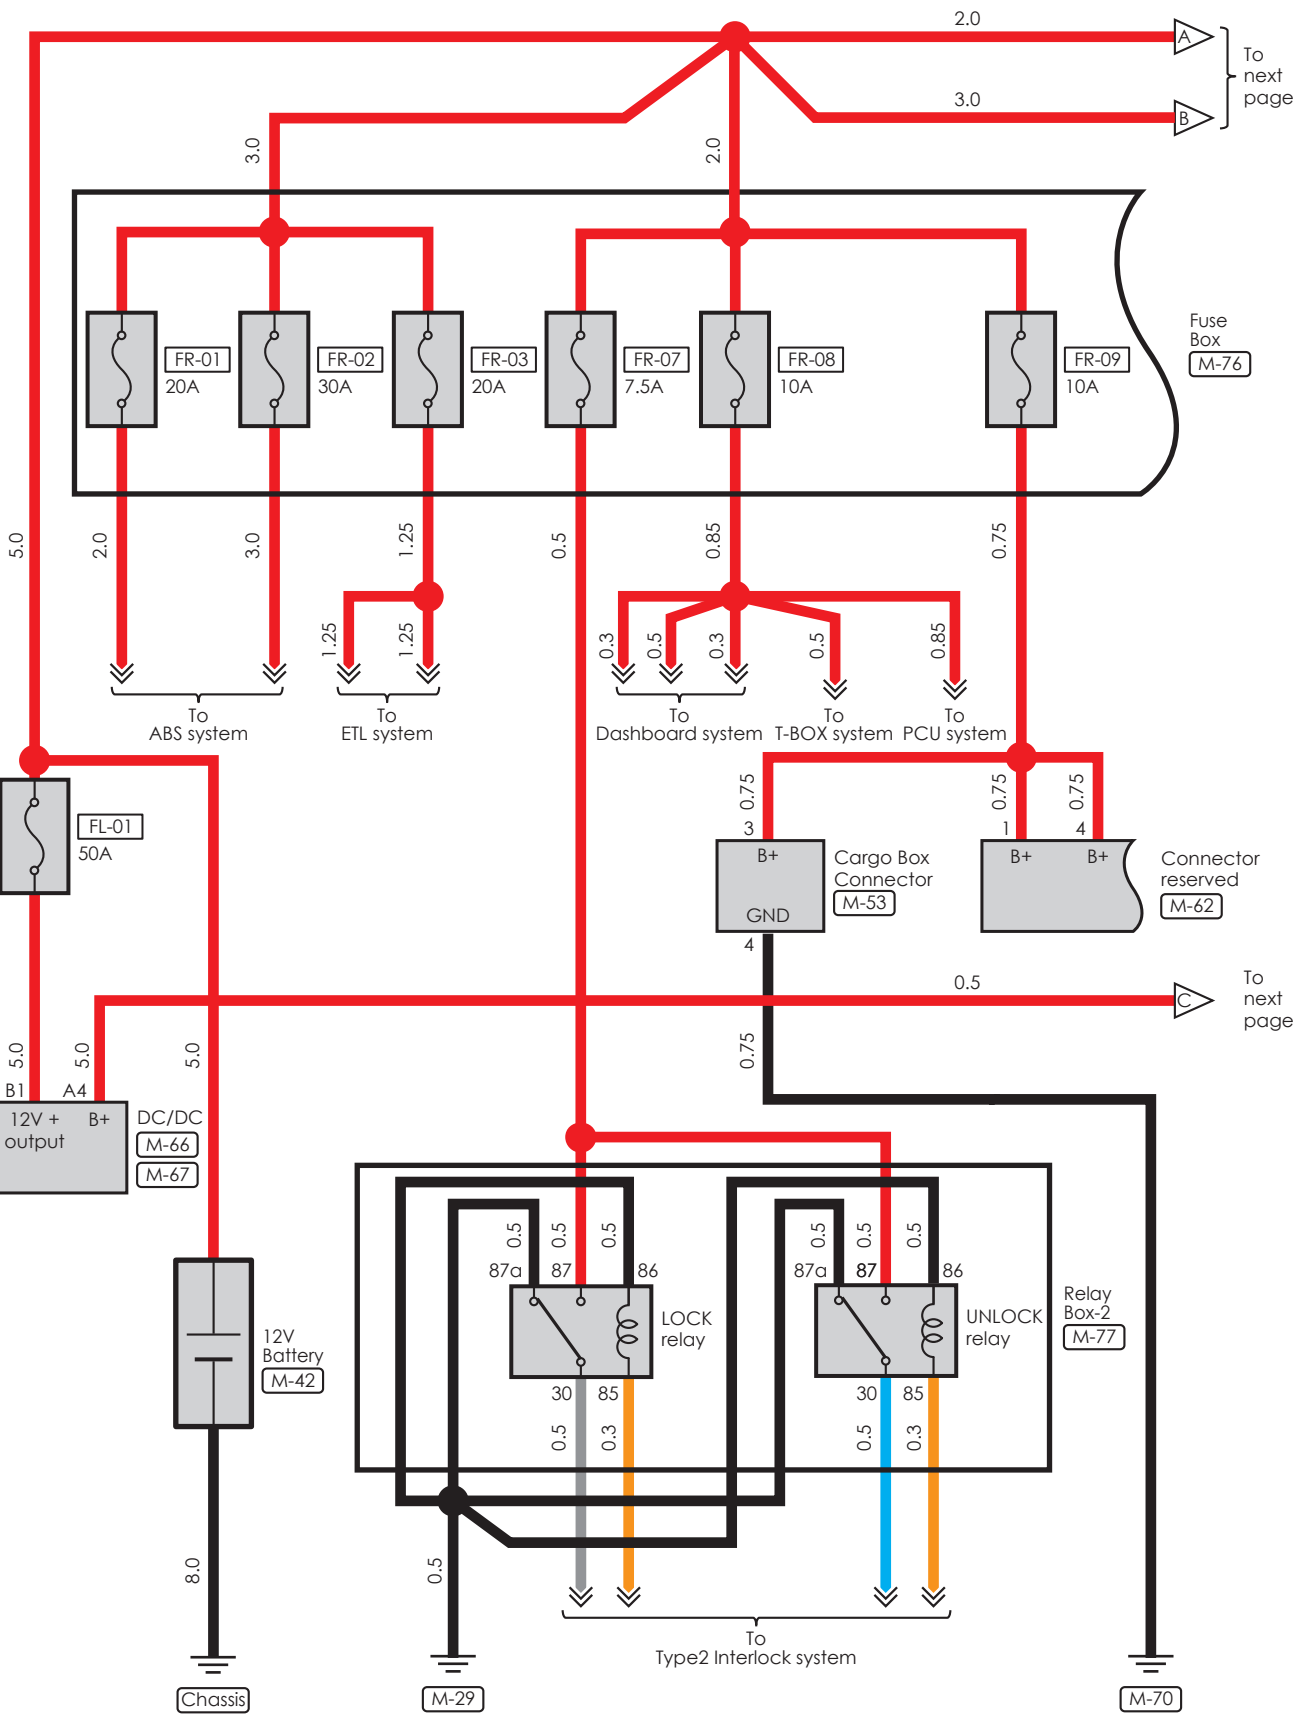 2.0
A
To
next
page
3.0
B
3.0
2.0
FR-01
20A
FR-02
30A
FR-03
20A
FR-07
7.5A
FR-08
10A
FR-09
10A
Fuse
Box
M-76
5.0
2.0
3.0
1.25
0.5
0.85
0.75
1.25
1.25
0.3
0.5
0.3
0.5
0.85
To
ABS system
To
ETL system
To
Dashboard system
To
T-BOX system
To
PCU system
FL-01
50A
0.75
0.75
0.75
3
1
4
B+
GND
4
Cargo Box
Connector
M-53
B+
B+
Connector
reserved
M-62
0.5
C
To
next
page
5.0
5.0
5.0
0.75
B1
A4
12V +
output
B+
DC/DC
M-66
M-67
0.5
0.5
0.5
0.5
0.5
0.5
87a
87
86
87a
87
86
LOCK
relay
UNLOCK
relay
Relay
Box-2
M-77
12V
Battery
M-42
30
85
30
85
0.5
0.3
0.5
0.3
8.0
0.5
To
Type2 Interlock system
Chassis
M-29
M-70